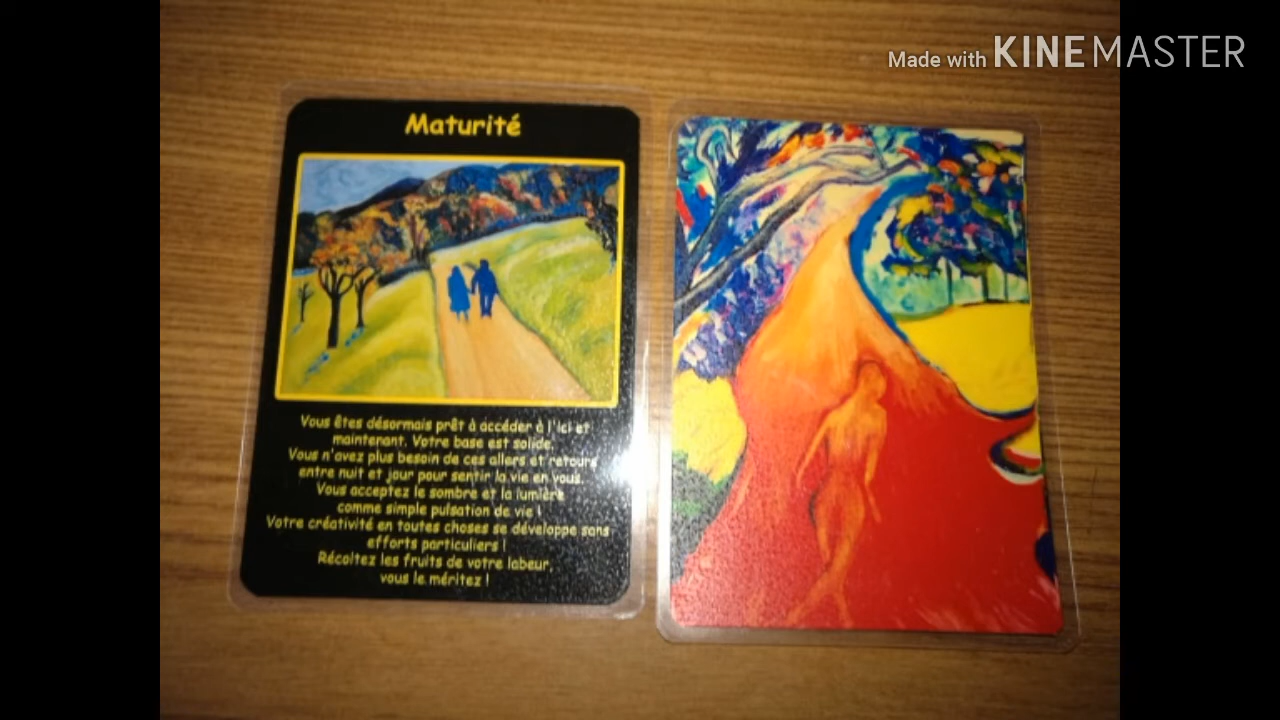 Made with KINEMASTER
Maturité
Vous êtes désormais prêt à accéder à l'ici et
maintenant. Votre base est solide.
Vous n'avez plus besoin de ces allers et retours
entre nuit et jour pour sentir la vie en vous.
Vous acceptez le sombre et la lumière
comme simple pulsation de vie !
Votre créativité en toutes choses se développe sans
efforts particuliers !
Récoltez les fruits de votre labeur,
vous le méritez !